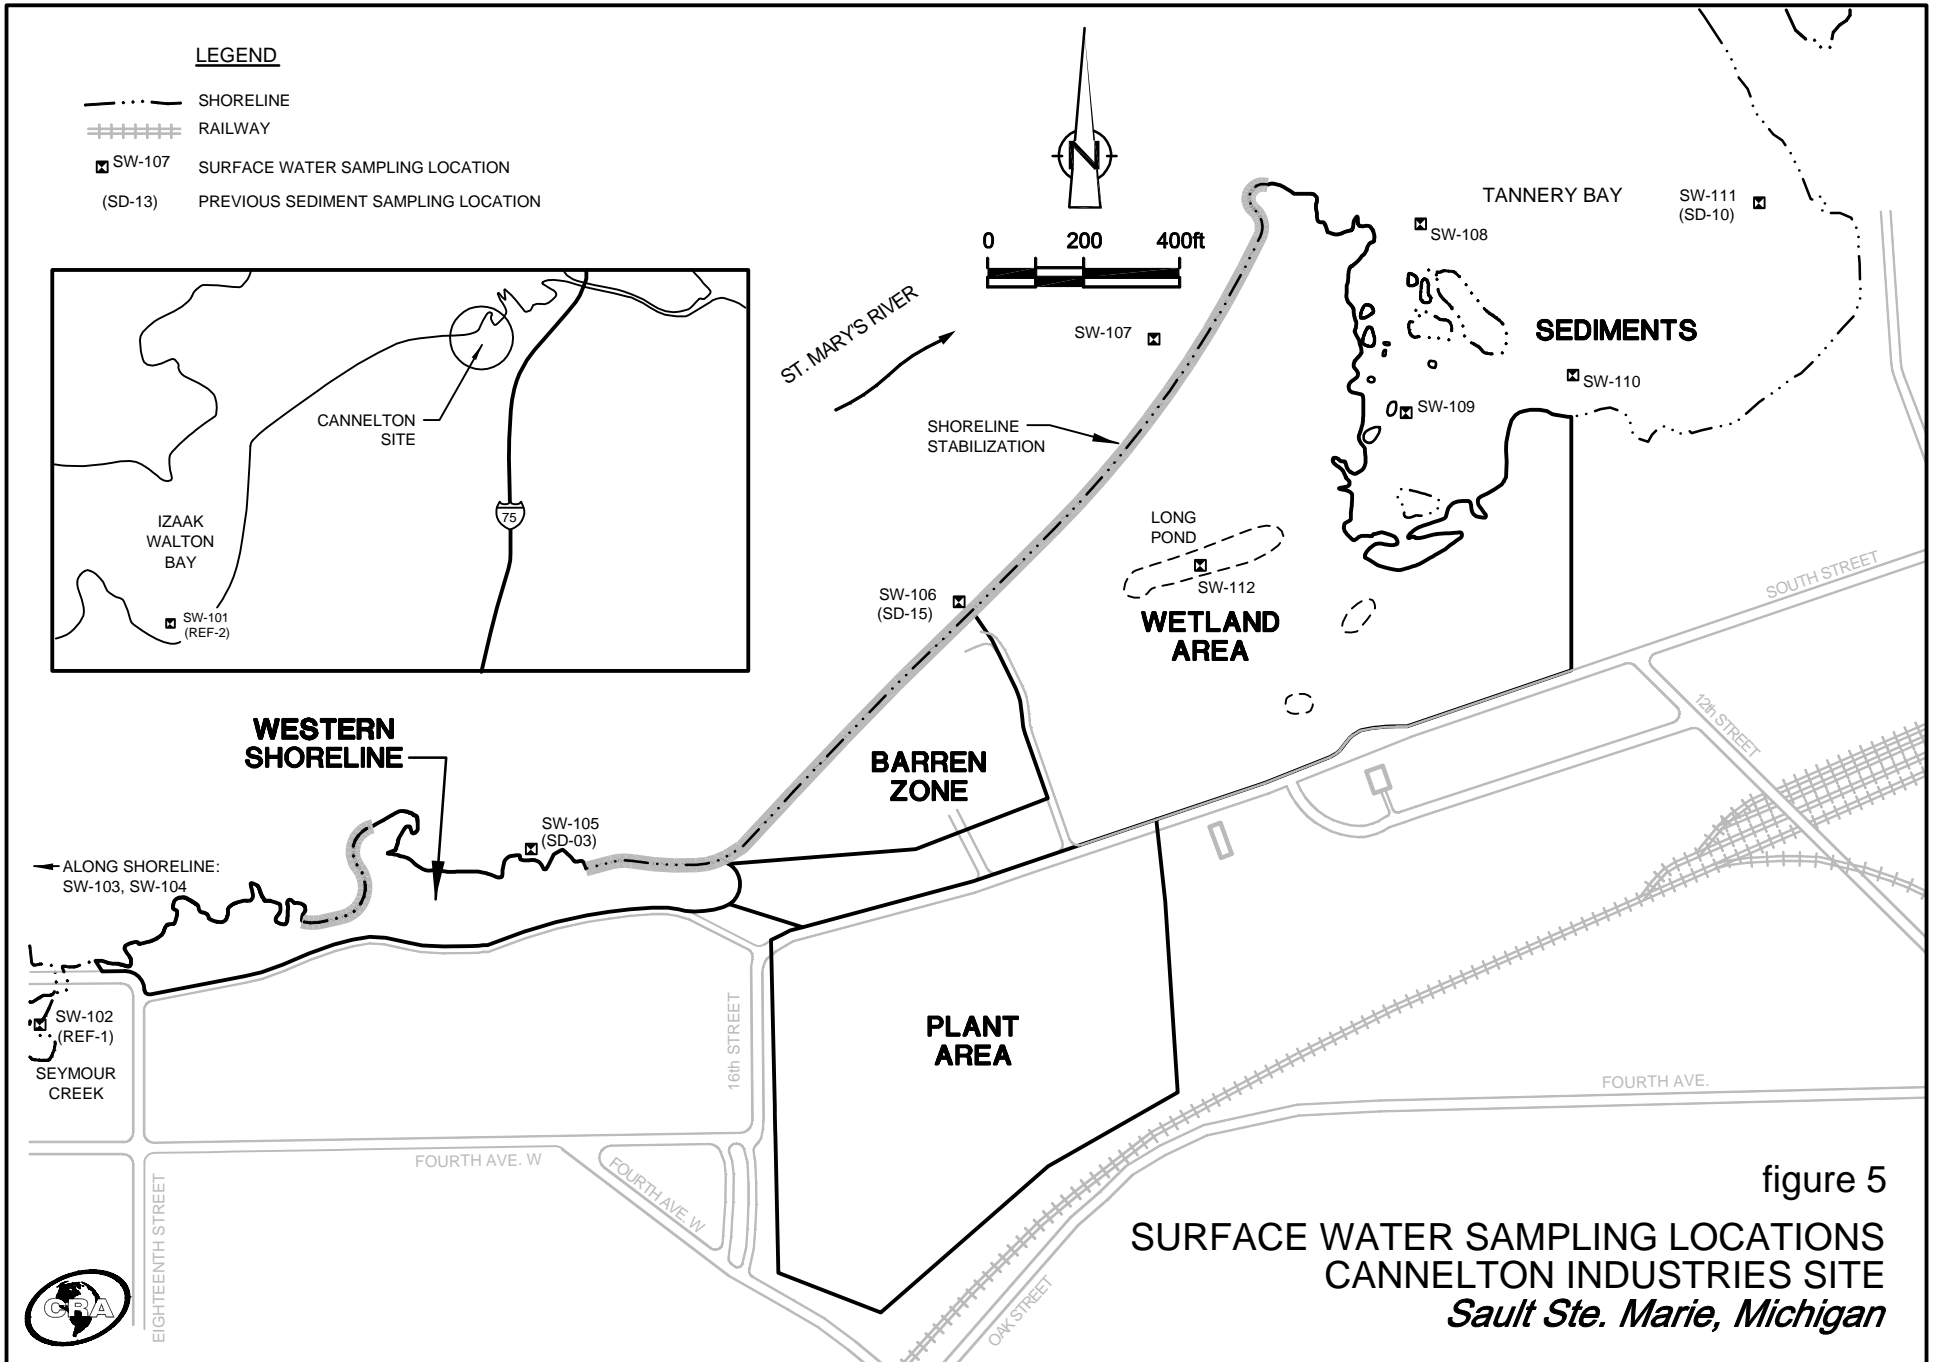 LEGEND
SHORELINE
RAILWAY
SW-107 SURFACE WATER SAMPLING LOCATION
(SD-13) PREVIOUS SEDIMENT SAMPLING LOCATION
N
0 200 400ft
ST. MARY'S RIVER
TANNERY BAY
SW-111
(SD-10)
SW-108
SEDIMENTS
SW-107
SW-110
SW-109
SHORELINE
STABILIZATION
CANNELTON
SITE
75
IZAAK
WALTON
BAY
SW-101
(REF-2)
LONG
POND
SW-112
SW-106
(SD-15)
WETLAND
AREA
SOUTH STREET
12th STREET
WESTERN
SHORELINE
BARREN
ZONE
SW-105
(SD-03)
ALONG SHORELINE:
SW-103, SW-104
SW-102
(REF-1)
SEYMOUR
CREEK
16th STREET
PLANT
AREA
FOURTH AVE.
FOURTH AVE. W
FOURTH AVE. W
EIGHTEENTH STREET
OAK STREET
CRA
figure 5
SURFACE WATER SAMPLING LOCATIONS
CANNELTON INDUSTRIES SITE
Sault Ste. Marie, Michigan